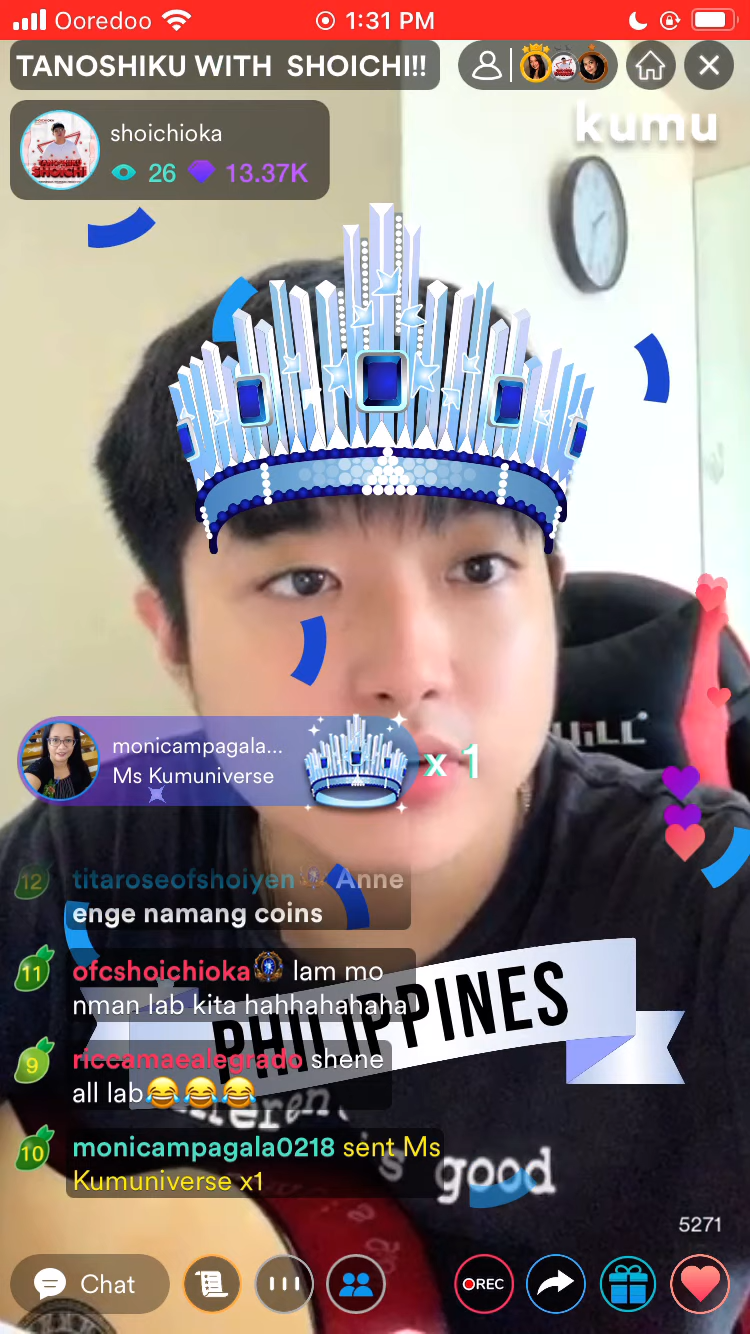 Ooredoo
1:31 PM
TANOSHIKU WITH SHOICHI!!
kumu
shoichioka
26 13.37K
TANOSHIKU
SHOICHI
monicampagala...
Ms Kumuniverse
x 1
12 titaroseofshoiyen Anne
enge namang coins
11 ofcshoichioka lam mo
nman lab kita hahhahahaha
PHILIPPINES
9 riccamaealegrado shene
all lab😂😂😂
10 monicampagala0218 sent Ms
Kumuniverse x1
good
5271
Chat
REC